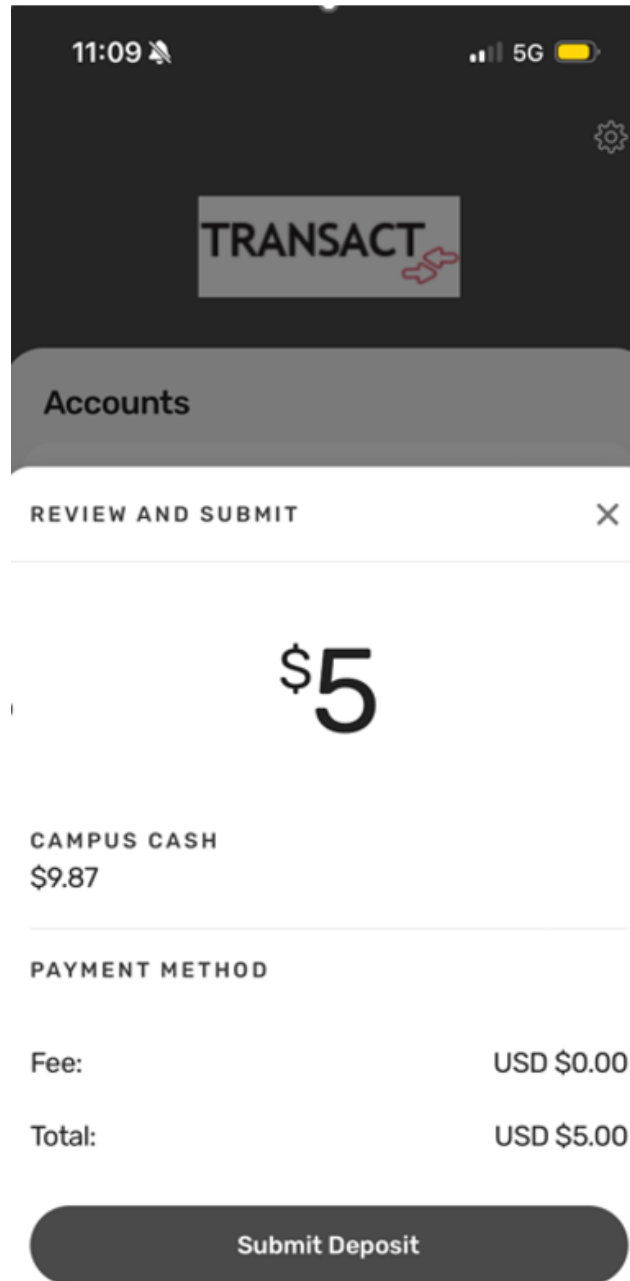 11:09 5G
TRANSACT
Accounts
REVIEW AND SUBMIT
$5
CAMPUS CASH
$9.87
PAYMENT METHOD
Fee: USD $0.00
Total: USD $5.00
Submit Deposit